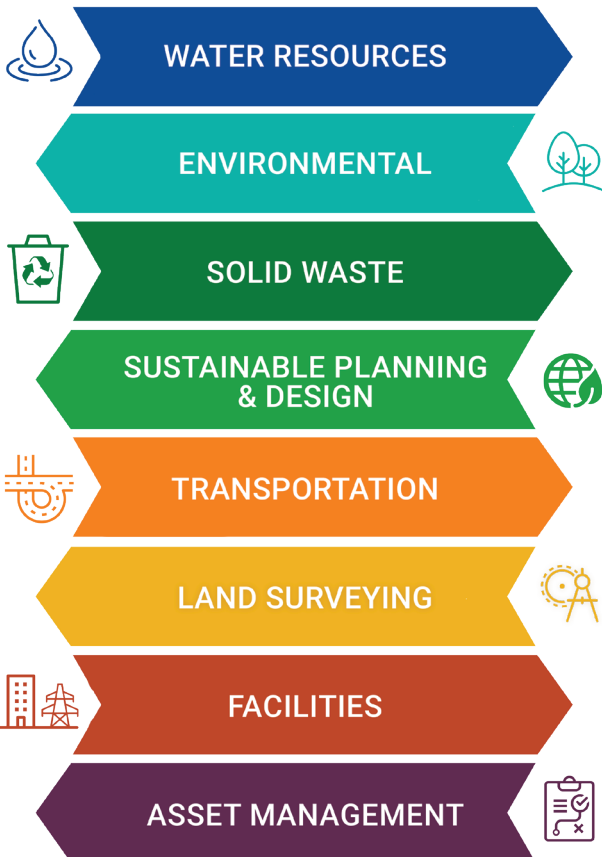 WATER RESOURCES
ENVIRONMENTAL
SOLID WASTE
SUSTAINABLE PLANNING
& DESIGN
TRANSPORTATION
LAND SURVEYING
FACILITIES
ASSET MANAGEMENT